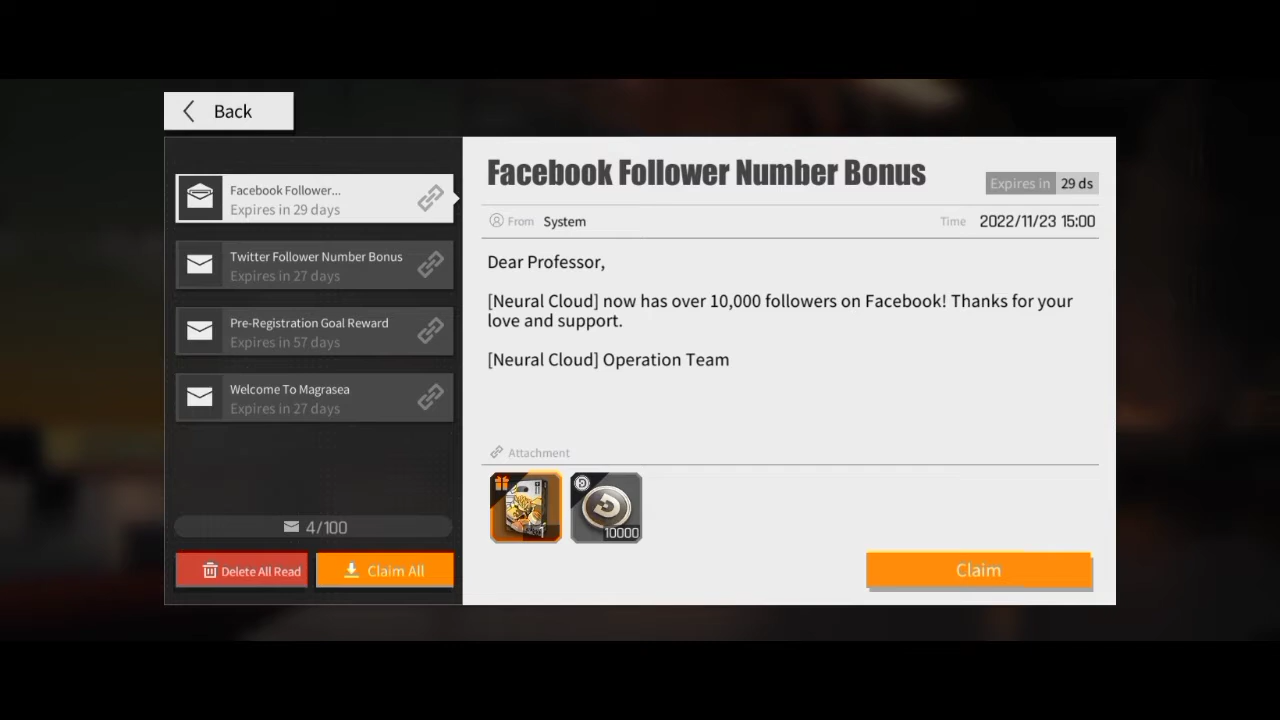 Back
Facebook Follower...
Expires in 29 days
Twitter Follower Number Bonus
Expires in 27 days
Pre-Registration Goal Reward
Expires in 57 days
Welcome To Magrasea
Expires in 27 days
4/100
Delete All Read
Claim All
Facebook Follower Number Bonus
Expires in 29 ds
From System
Time 2022/11/23 15:00
Dear Professor,
[Neural Cloud] now has over 10,000 followers on Facebook! Thanks for your
love and support.
[Neural Cloud] Operation Team
Attachment
1
10000
Claim